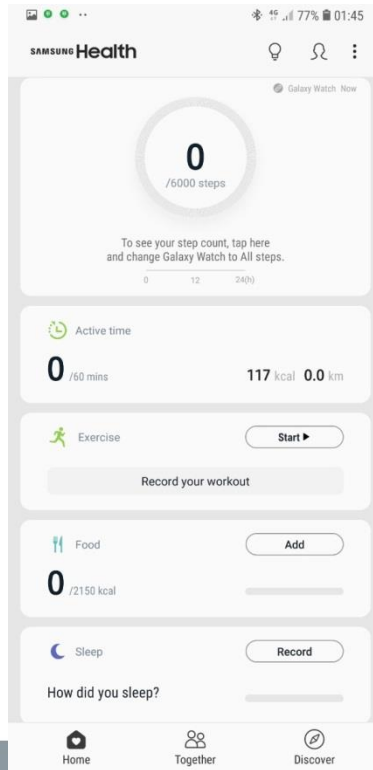 4G 77% 01:45
SAMSUNG Health
Galaxy Watch Now
0
/6000 steps
To see your step count, tap here
and change Galaxy Watch to All steps.
0 12 24(h)
Active time
0 /60 mins 117 kcal 0.0 km
Exercise Start
Record your workout
Food Add
0 /2150 kcal
Sleep Record
How did you sleep?
Home Together Discover